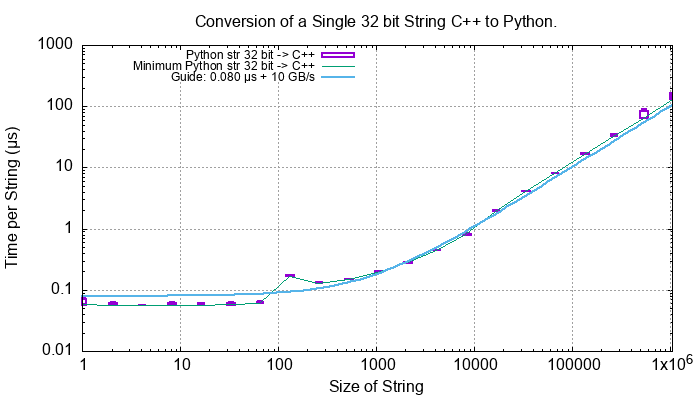 Conversion of a Single 32 bit String C++ to Python.
1000
100
10
1
0.1
0.01
Time per String (µs)
Python str 32 bit -> C++
Minimum Python str 32 bit -> C++
Guide: 0.080 µs + 10 GB/s
1 10 100 1000 10000 100000 1x10⁶
Size of String